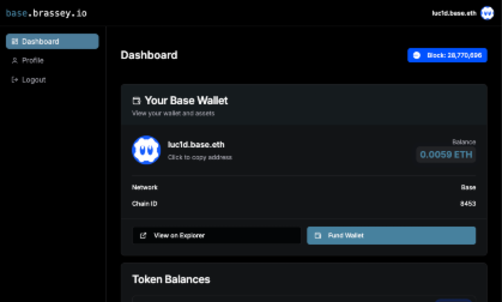 base.brassey.io
luc1d.base.eth
Dashboard
Profile
Logout
Dashboard
Block: 28,770,696
Your Base Wallet
View your wallet and assets
luc1d.base.eth
Click to copy address
Balance
0.0059 ETH
Network
Base
Chain ID
8453
View on Explorer
Fund Wallet
Token Balances